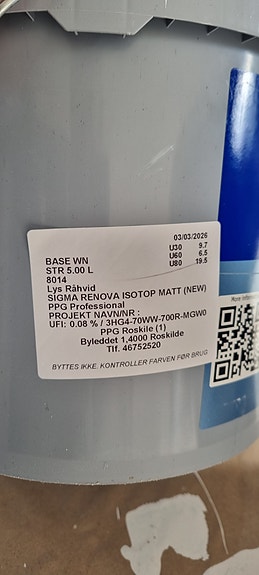 03/03/2026
BASE WN U30 9.7
STR 5.00 L U60 6.5
8014 U80 19.5
Lys Råhvid
SIGMA RENOVA ISOTOP MATT (NEW)
PPG Professional
PROJEKT NAVN/NR :
UFI: 0.08 % / 3HG4-70WW-700R-MGW0
PPG Roskile (1)
Byleddet 1,4000 Roskilde
Tlf. 46752520
BYTTES IKKE. KONTROLLER FARVEN FØR BRUG
More